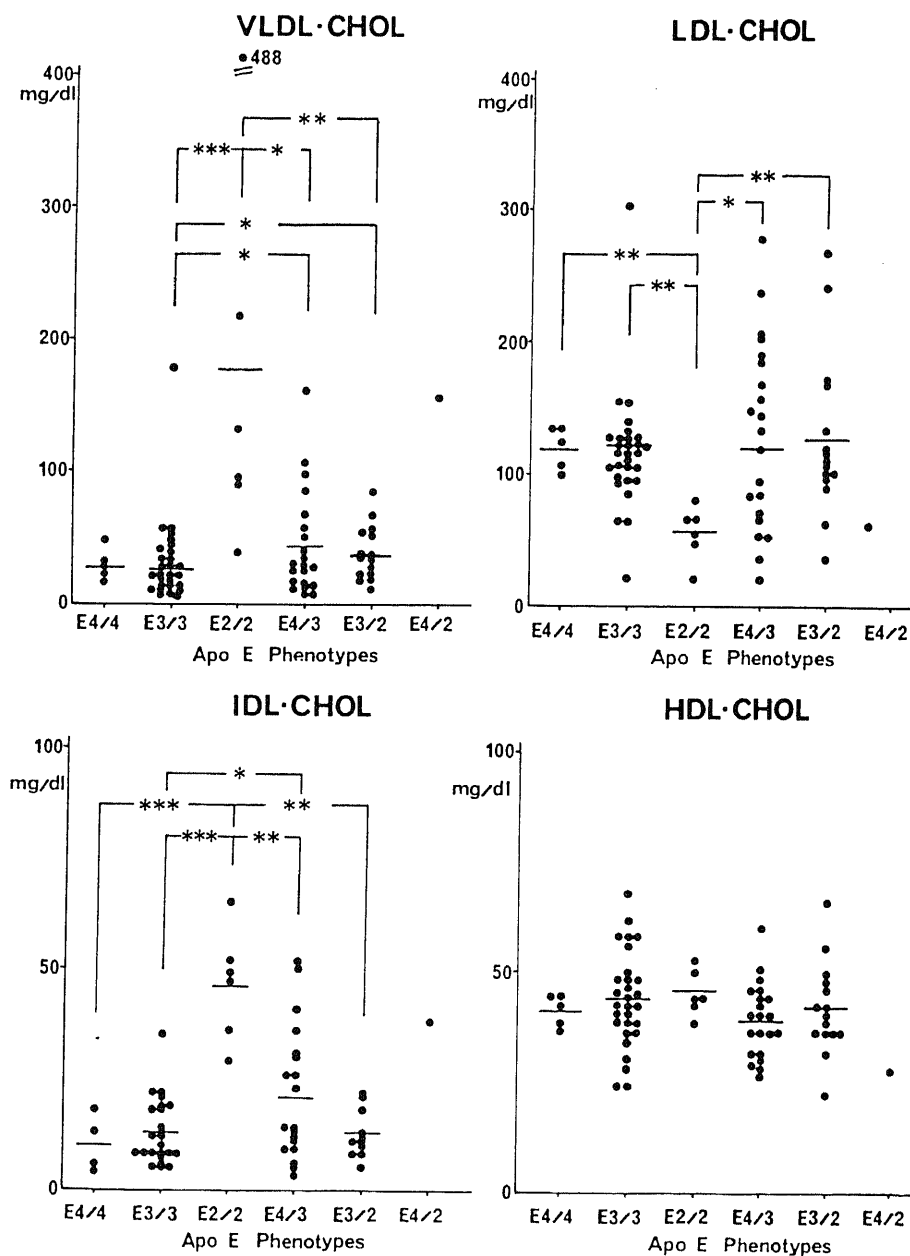 VLDL·CHOL
488
400
mg/dl
**
***
*
300
*
*
200
100
0
E4/4 E3/3 E2/2 E4/3 E3/2 E4/2
Apo E Phenotypes
LDL·CHOL
400
mg/dl
**
*
300
**
**
200
100
0
E4/4 E3/3 E2/2 E4/3 E3/2 E4/2
Apo E Phenotypes
IDL·CHOL
100
mg/dl
*
*** **
*** **
50
0
E4/4 E3/3 E2/2 E4/3 E3/2 E4/2
Apo E Phenotypes
HDL·CHOL
100
mg/dl
50
0
E4/4 E3/3 E2/2 E4/3 E3/2 E4/2
Apo E Phenotypes